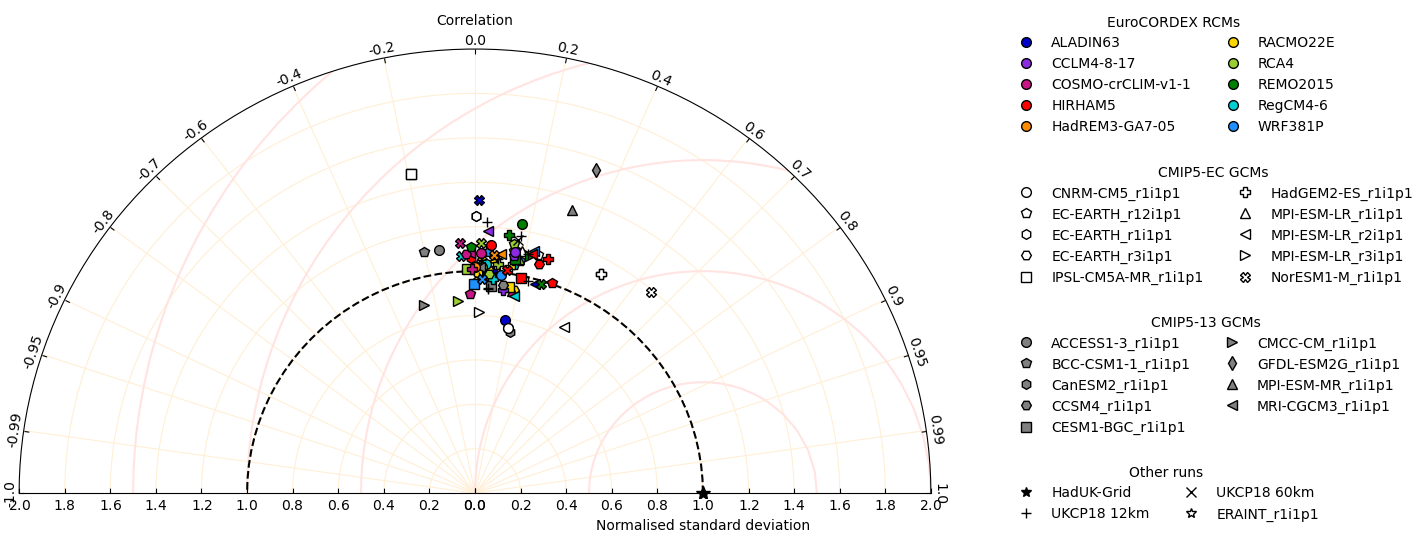 Correlation
0.0
-0.2
0.2
-0.4
0.4
-0.6
0.6
-0.7
0.7
-0.8
0.8
-0.9
0.9
-0.95
0.95
-0.99
0.99
-1.0
1.0
2.0 1.8 1.6 1.4 1.2 1.0 0.8 0.6 0.4 0.2 0.0 0.2 0.4 0.6 0.8 1.0 1.2 1.4 1.6 1.8 2.0
Normalised standard deviation
EuroCORDEX RCMs
ALADIN63 RACMO22E
CCLM4-8-17 RCA4
COSMO-crCLIM-v1-1 REMO2015
HIRHAM5 RegCM4-6
HadREM3-GA7-05 WRF381P
CMIP5-EC GCMs
CNRM-CM5_r1i1p1 HadGEM2-ES_r1i1p1
EC-EARTH_r12i1p1 MPI-ESM-LR_r1i1p1
EC-EARTH_r1i1p1 MPI-ESM-LR_r2i1p1
EC-EARTH_r3i1p1 MPI-ESM-LR_r3i1p1
IPSL-CM5A-MR_r1i1p1 NorESM1-M_r1i1p1
CMIP5-13 GCMs
ACCESS1-3_r1i1p1 CMCC-CM_r1i1p1
BCC-CSM1-1_r1i1p1 GFDL-ESM2G_r1i1p1
CanESM2_r1i1p1 MPI-ESM-MR_r1i1p1
CCSM4_r1i1p1 MRI-CGCM3_r1i1p1
CESM1-BGC_r1i1p1
Other runs
HadUK-Grid UKCP18 60km
UKCP18 12km ERAINT_r1i1p1